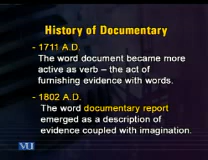 History of Documentary
- 1711 A.D.
The word document became more
active as verb – the act of
furnishing evidence with words.
- 1802 A.D.
The word documentary report
emerged as a description of
evidence coupled with imagination.
VU